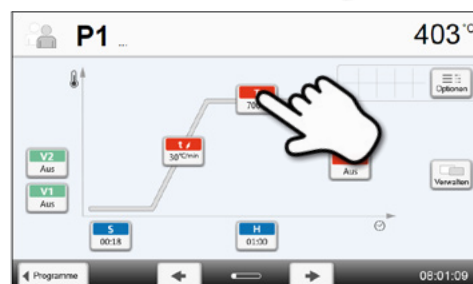 P1 ...
403 °C
Optionen
T
700
t
30°C/min
V2
Aus
Aus
Verwalten
V1
Aus
S
00:18
H
01:00
Programme
08:01:09